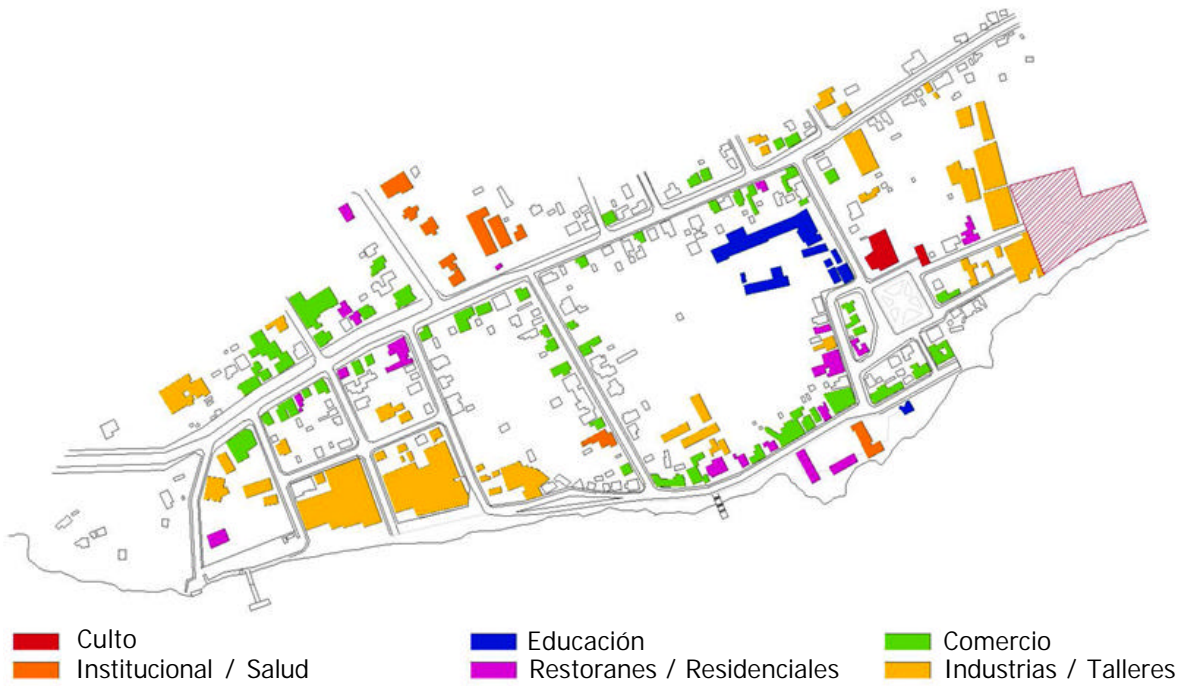 Culto
Educación
Comercio
Institucional / Salud
Restoranes / Residenciales
Industrias / Talleres